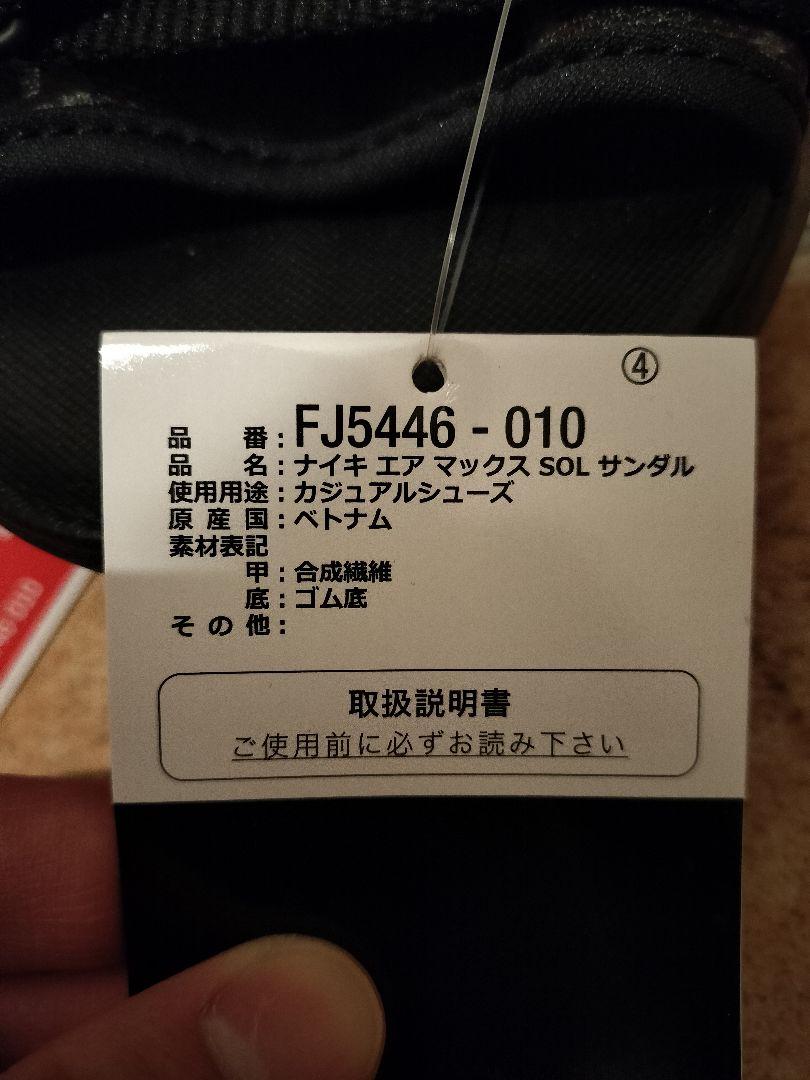 ④
品番：FJ5446 - 010
品名：ナイキ エア マックス SOL サンダル
使用用途：カジュアルシューズ
原産国：ベトナム
素材表記
甲：合成繊維
底：ゴム底
その他：
取扱説明書
ご使用前に必ずお読み下さい
010